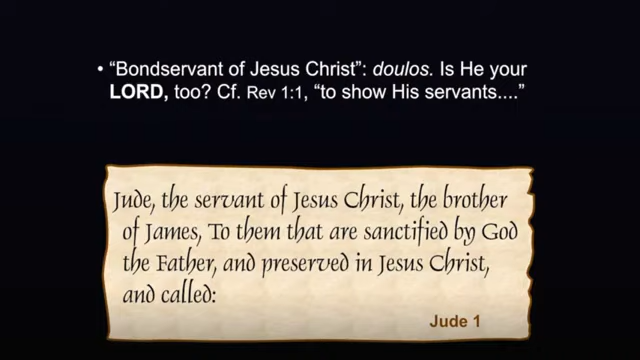 • “Bondservant of Jesus Christ”: doulos. Is He your
LORD, too? Cf. Rev 1:1, “to show His servants....”
Jude, the servant of Jesus Christ, the brother
of James, To them that are sanctified by God
the Father, and preserved in Jesus Christ,
and called:
Jude 1